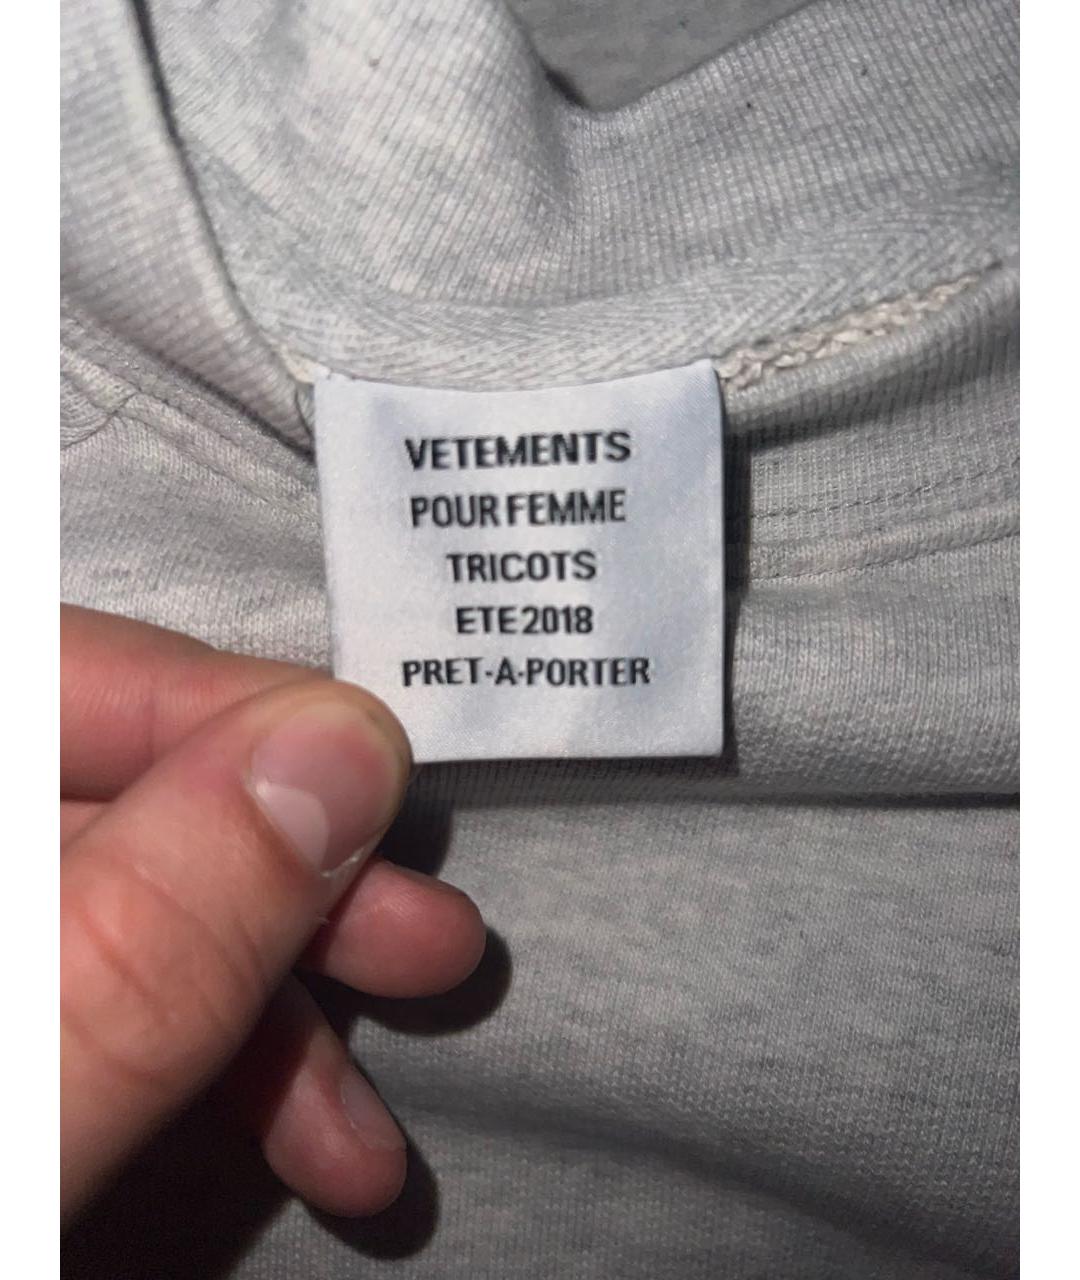 VETEMENTS
POUR FEMME
TRICOTS
ETE 2018
PRET-A-PORTER